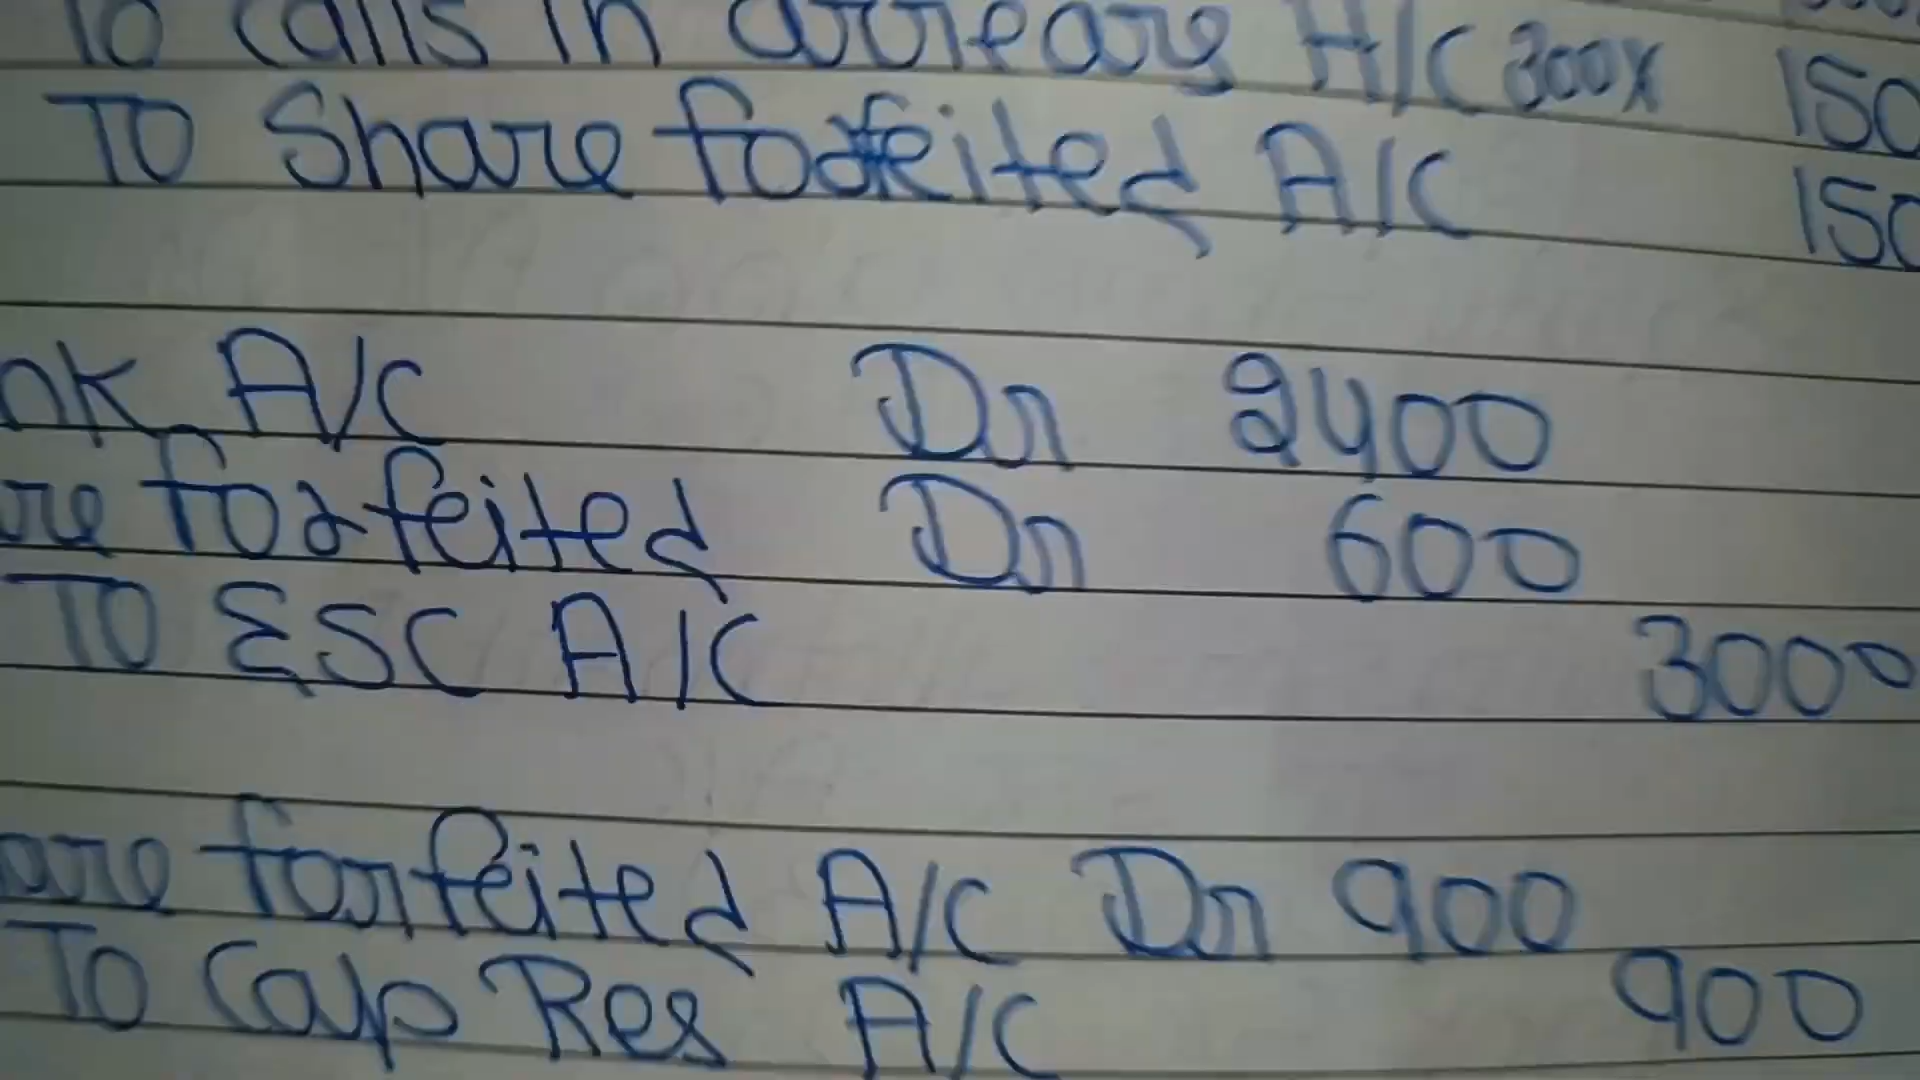 To Calls in arrears A/C 300x 150
To Share forfeited A/C 150
nk A/C Dr 2400
re forfeited Dr 600
To ESC A/C 3000
are forfeited A/C Dr 900
To Cap Res A/C 900